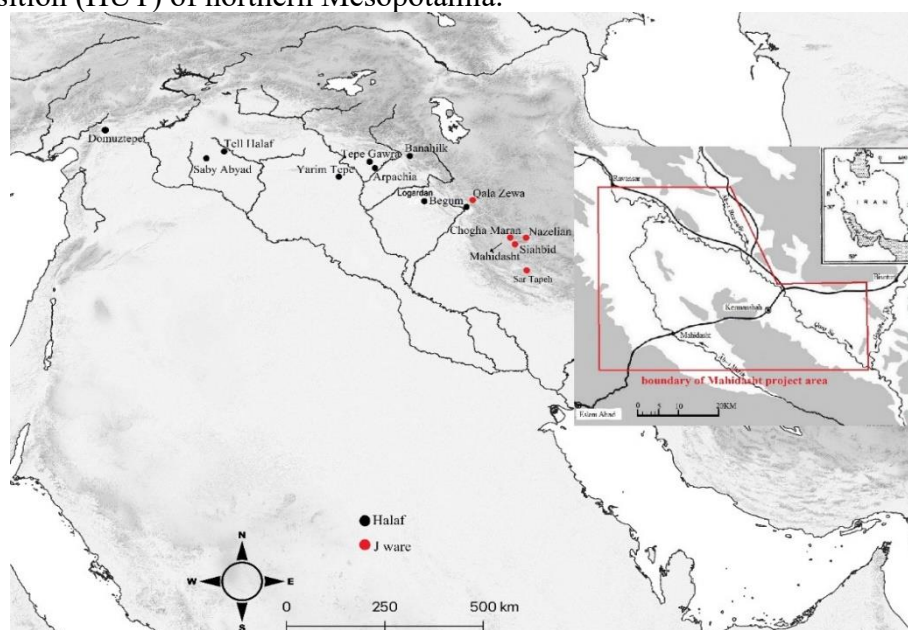 sition (HUT) of northern Mesopotamia.
Domuztepe
Tell Halaf
Saby Abyad
Tepe Gawra
Banahilk
Yarim Tepe
Arpachia
Logardan
Begum
Qala Zewa
Chogha Maran
Nazelian
Siahbid
Mahidasht
Sar Tapeh
Ravansar
IRAN
Kermanshah
Mahidasht
boundary of Mahidasht project area
0 5 10 20KM
Eslam Abad
Halaf
J ware
N
W
E
S
0 250 500 km